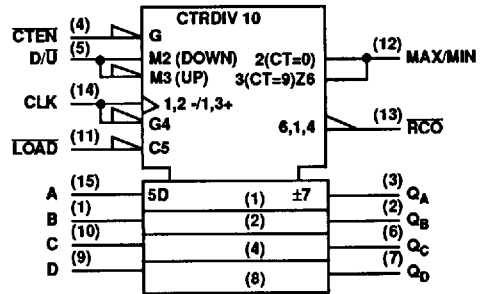 CTRDIV 10
CTEN (4) G
D/U (5) M2 (DOWN) 2(CT=0) (12) MAX/MIN
M3 (UP) 3(CT=9)Z6
CLK (14) 1,2 -/1,3+
G4 6,1,4 (13) RCO
LOAD (11) C5
A (15) 5D (1) ±7 (3) QA
B (1) (2) (2) QB
C (10) (4) (6) QC
D (9) (8) (7) QD